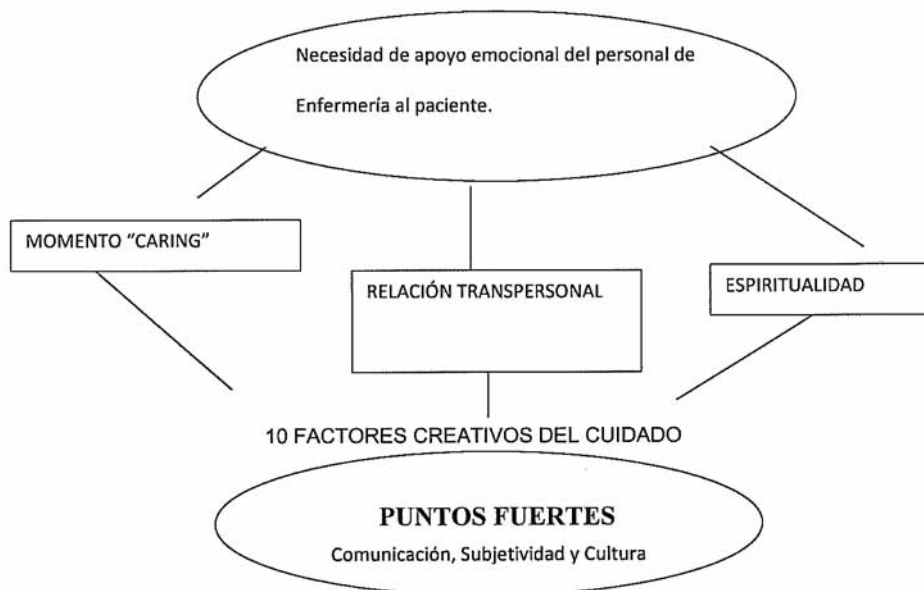 Necesidad de apoyo emocional del personal de
Enfermería al paciente.
MOMENTO “CARING”
RELACIÓN TRANSPERSONAL
ESPIRITUALIDAD
10 FACTORES CREATIVOS DEL CUIDADO
PUNTOS FUERTES
Comunicación, Subjetividad y Cultura